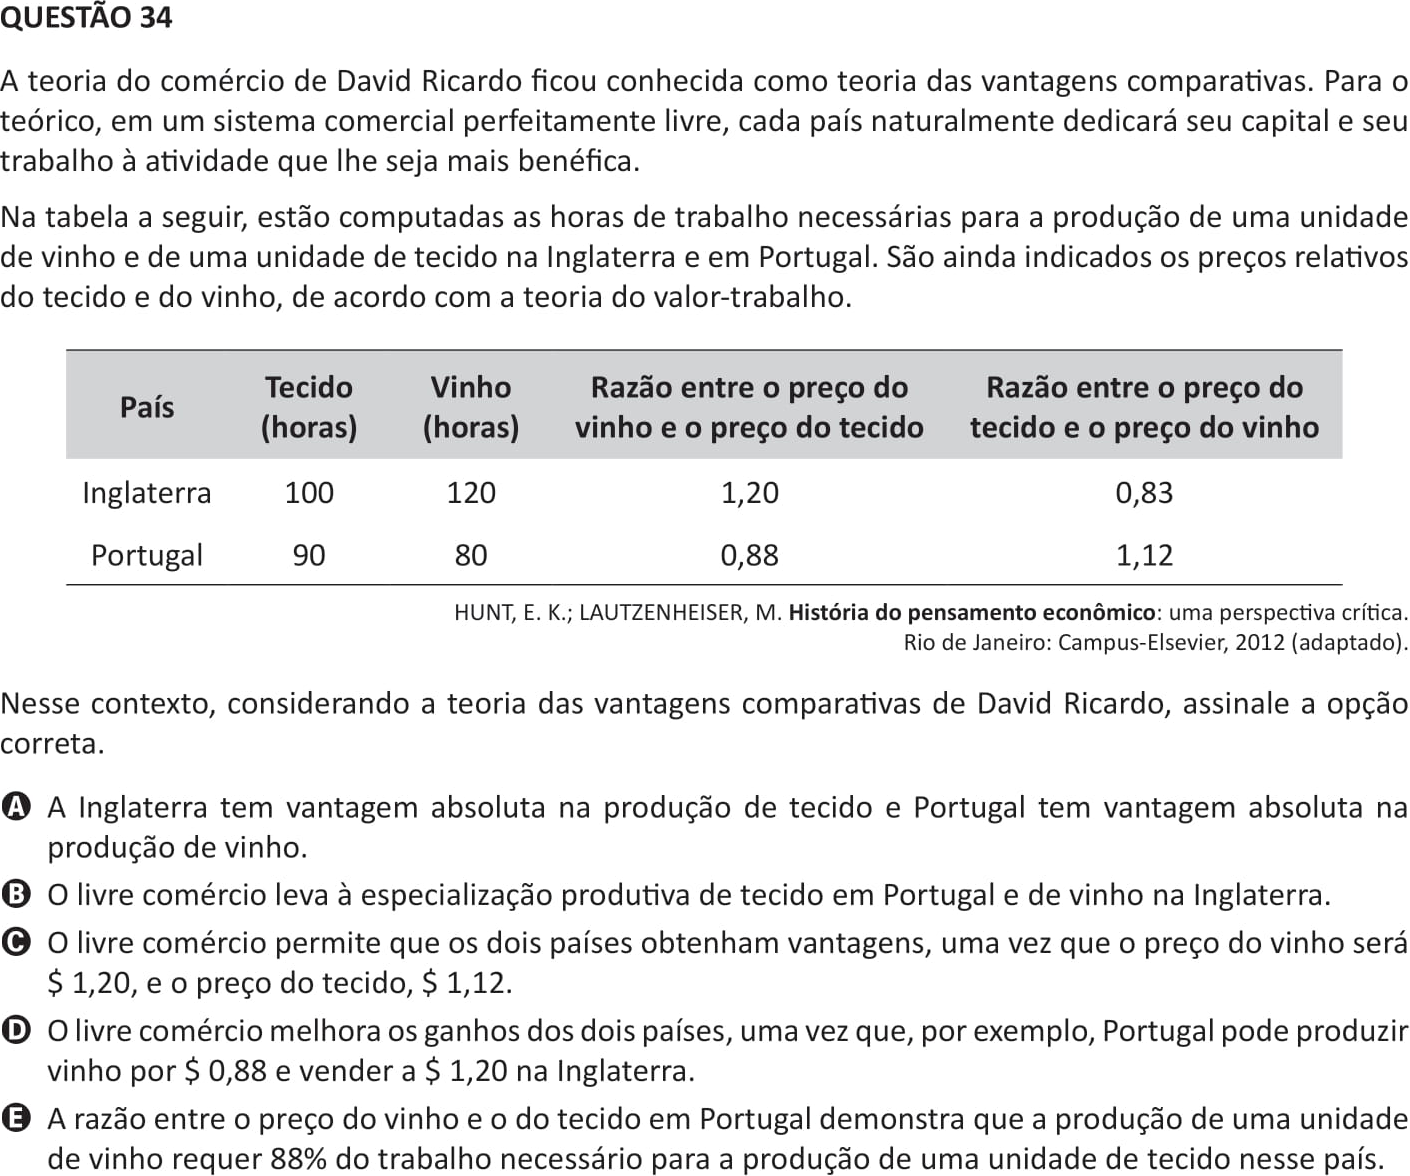 QUESTÃO 34
A teoria do comércio de David Ricardo ficou conhecida como teoria das vantagens comparativas. Para o
teórico, em um sistema comercial perfeitamente livre, cada país naturalmente dedicará seu capital e seu
trabalho à atividade que lhe seja mais benéfica.
Na tabela a seguir, estão computadas as horas de trabalho necessárias para a produção de uma unidade
de vinho e de uma unidade de tecido na Inglaterra e em Portugal. São ainda indicados os preços relativos
do tecido e do vinho, de acordo com a teoria do valor-trabalho.
País Tecido (horas) Vinho (horas) Razão entre o preço do vinho e o preço do tecido Razão entre o preço do tecido e o preço do vinho
Inglaterra 100 120 1,20 0,83
Portugal 90 80 0,88 1,12
HUNT, E. K.; LAUTZENHEISER, M. História do pensamento econômico: uma perspectiva crítica.
Rio de Janeiro: Campus-Elsevier, 2012 (adaptado).
Nesse contexto, considerando a teoria das vantagens comparativas de David Ricardo, assinale a opção
correta.
A A Inglaterra tem vantagem absoluta na produção de tecido e Portugal tem vantagem absoluta na
produção de vinho.
B O livre comércio leva à especialização produtiva de tecido em Portugal e de vinho na Inglaterra.
C O livre comércio permite que os dois países obtenham vantagens, uma vez que o preço do vinho será
$ 1,20, e o preço do tecido, $ 1,12.
D O livre comércio melhora os ganhos dos dois países, uma vez que, por exemplo, Portugal pode produzir
vinho por $ 0,88 e vender a $ 1,20 na Inglaterra.
E A razão entre o preço do vinho e o do tecido em Portugal demonstra que a produção de uma unidade
de vinho requer 88% do trabalho necessário para a produção de uma unidade de tecido nesse país.